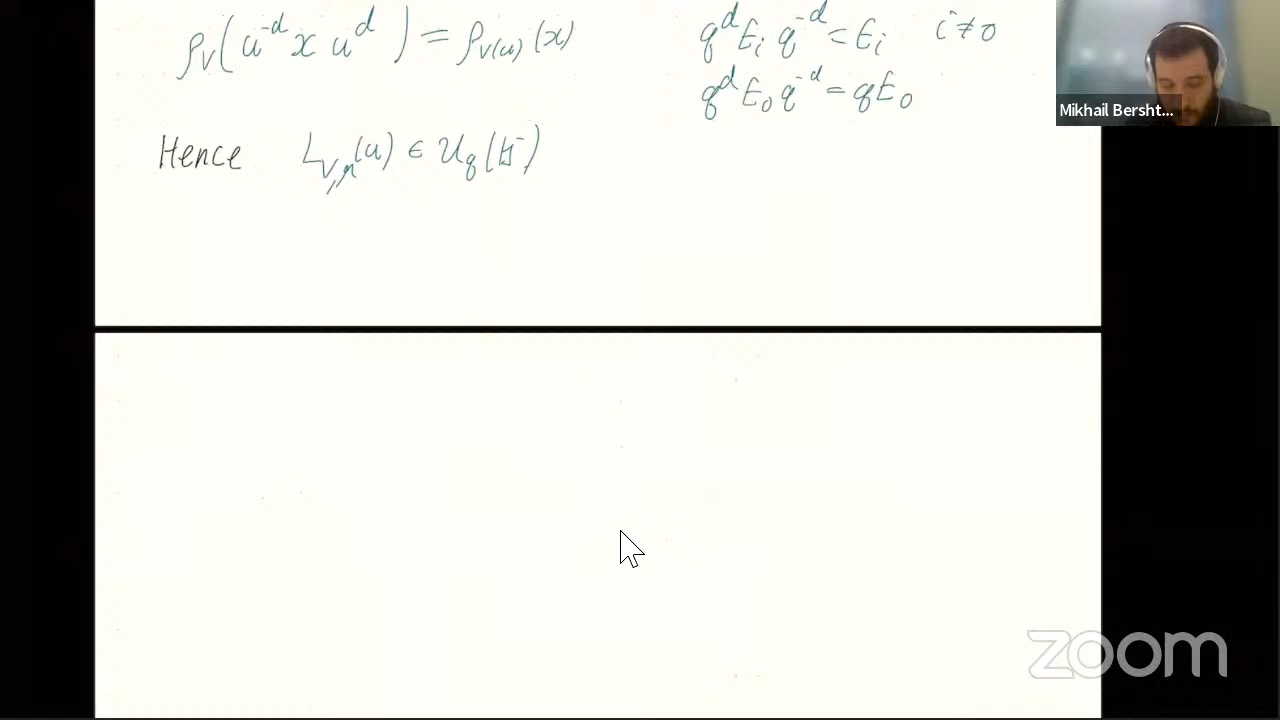 ρ_V(u^{-d} x u^d) = ρ_{V(u)}(x)
q^d E_i q^{-d} = E_i    i ≠ 0
q^d E_0 q^{-d} = q E_0
Hence L_{V,η}(u) ∈ U_q(b^-)
Mikhail Bersht...
zoom